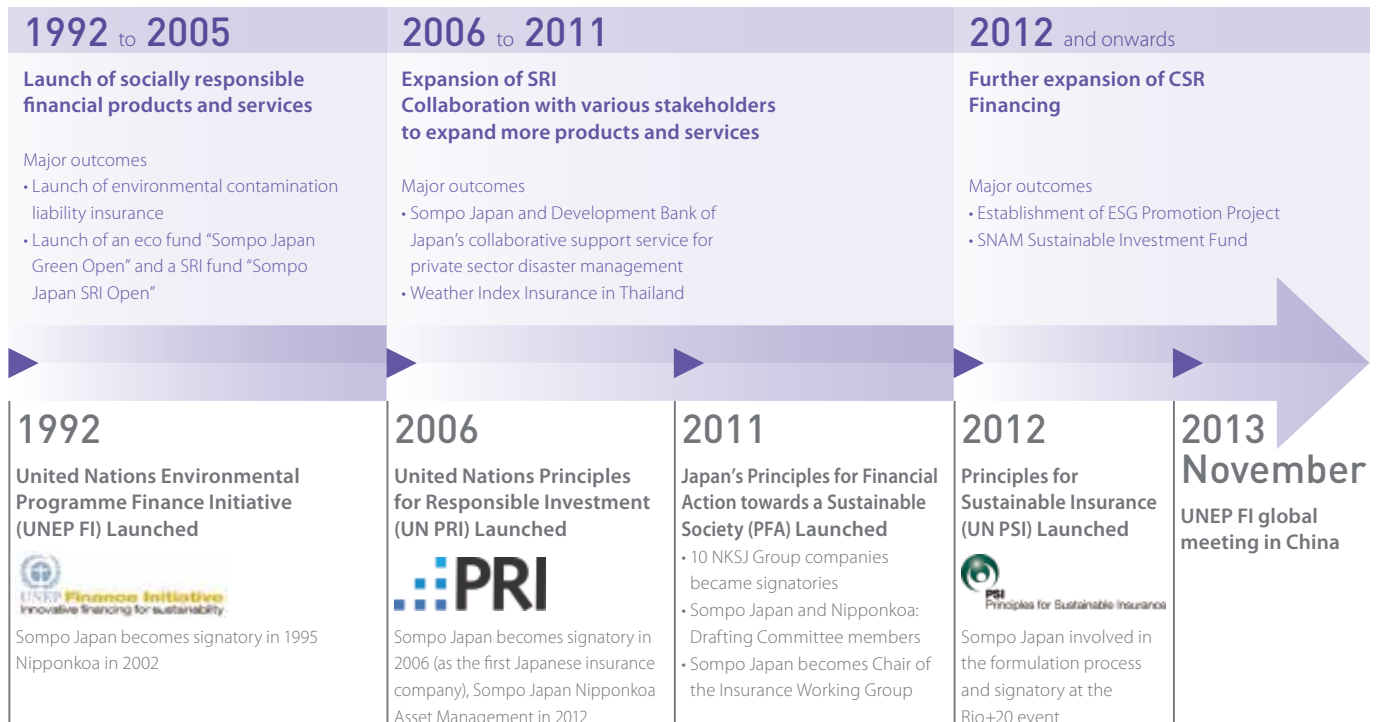 1992 to 2005
Launch of socially responsible
financial products and services
Major outcomes
• Launch of environmental contamination
liability insurance
• Launch of an eco fund “Sompo Japan
Green Open” and a SRI fund “Sompo
Japan SRI Open”
2006 to 2011
Expansion of SRI
Collaboration with various stakeholders
to expand more products and services
Major outcomes
• Sompo Japan and Development Bank of
Japan’s collaborative support service for
private sector disaster management
• Weather Index Insurance in Thailand
2012 and onwards
Further expansion of CSR
Financing
Major outcomes
• Establishment of ESG Promotion Project
• SNAM Sustainable Investment Fund
1992
United Nations Environmental
Programme Finance Initiative
(UNEP FI) Launched
UNEP Finance Initiative
Innovative financing for sustainability
Sompo Japan becomes signatory in 1995
Nipponkoa in 2002
2006
United Nations Principles
for Responsible Investment
(UN PRI) Launched
PRI
Sompo Japan becomes signatory in
2006 (as the first Japanese insurance
company), Sompo Japan Nipponkoa
Asset Management in 2012
2011
Japan’s Principles for Financial
Action towards a Sustainable
Society (PFA) Launched
• 10 NKSJ Group companies
became signatories
• Sompo Japan and Nipponkoa:
Drafting Committee members
• Sompo Japan becomes Chair of
the Insurance Working Group
2012
Principles for
Sustainable Insurance
(UN PSI) Launched
PSI
Principles for Sustainable Insurance
Sompo Japan involved in
the formulation process
and signatory at the
Rio+20 event
2013
November
UNEP FI global
meeting in China